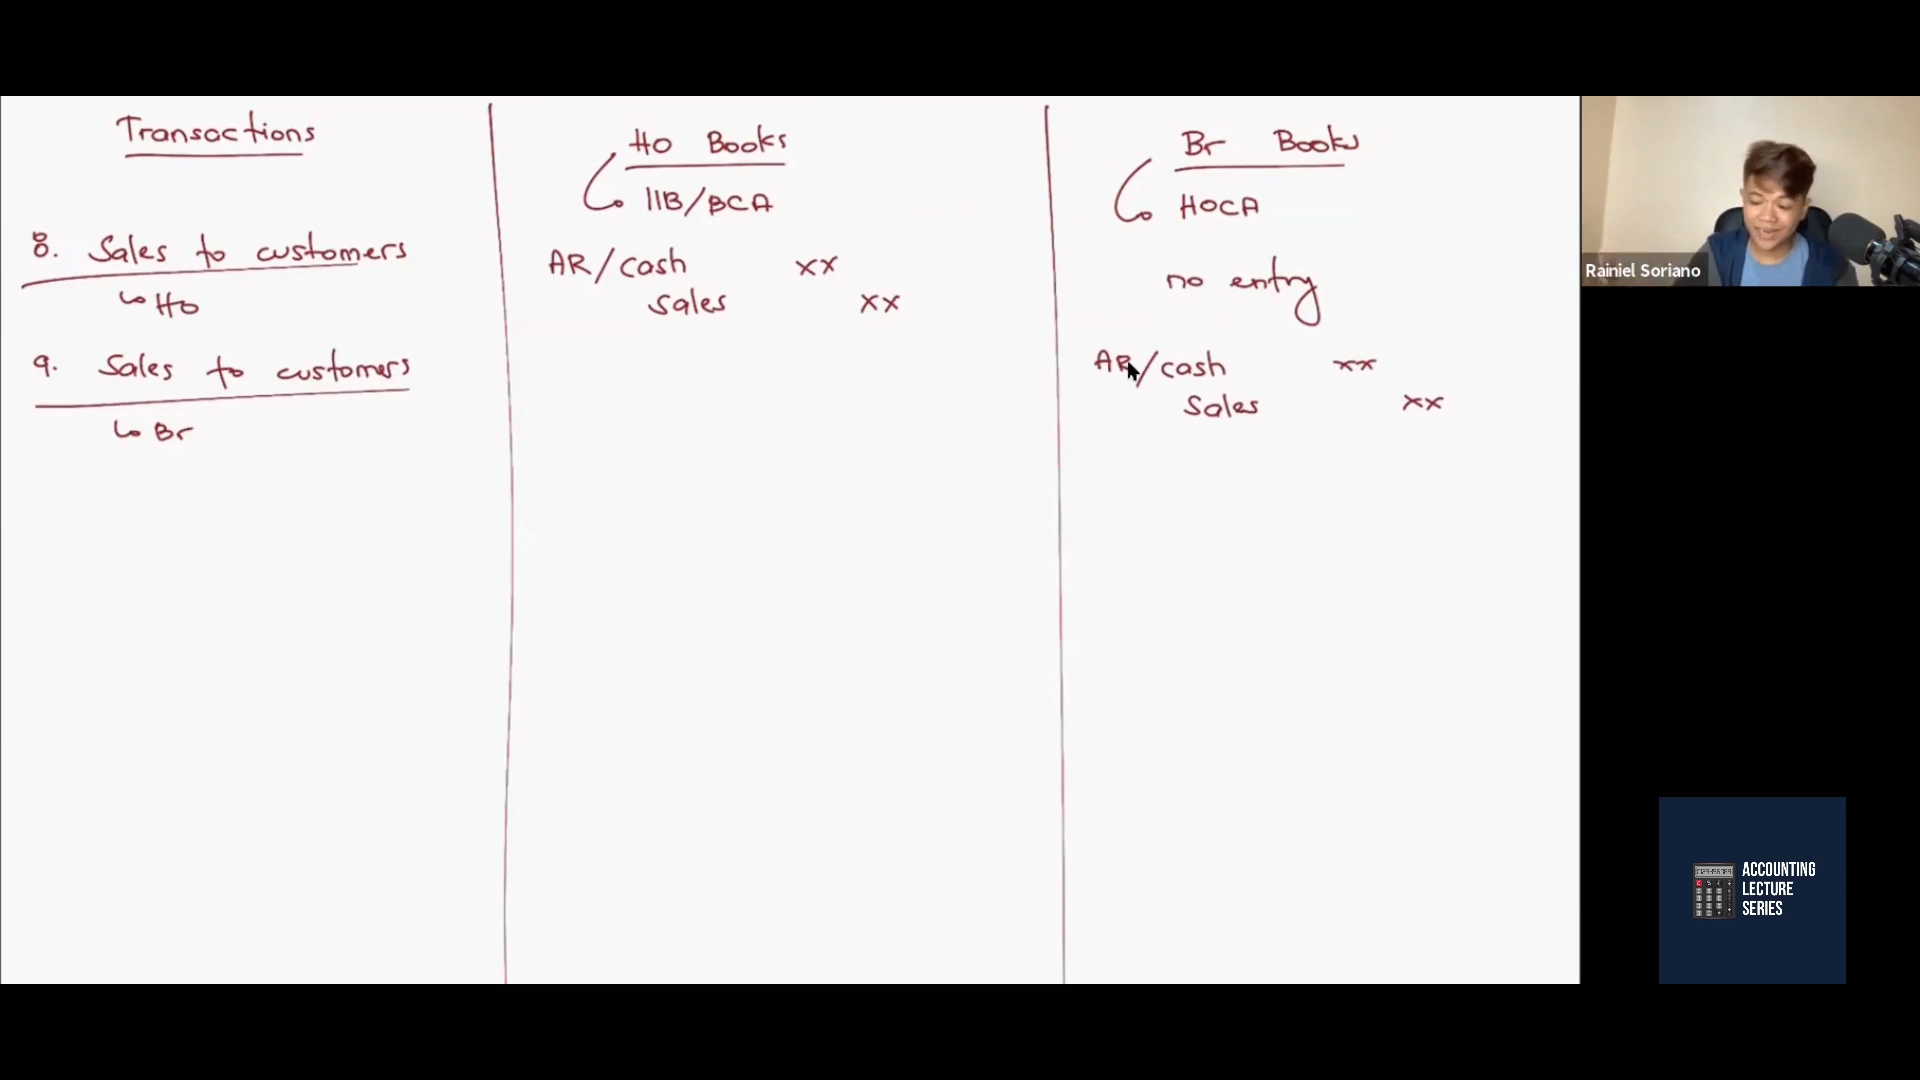 Transactions
Ho Books
IIB/BCA
Br Books
HOCA
8. Sales to customers
Ho
AR/cash xx
sales xx
no entry
9. Sales to customers
Br
AR/cash xx
Sales xx
Rainiel Soriano
ACCOUNTING
LECTURE
SERIES